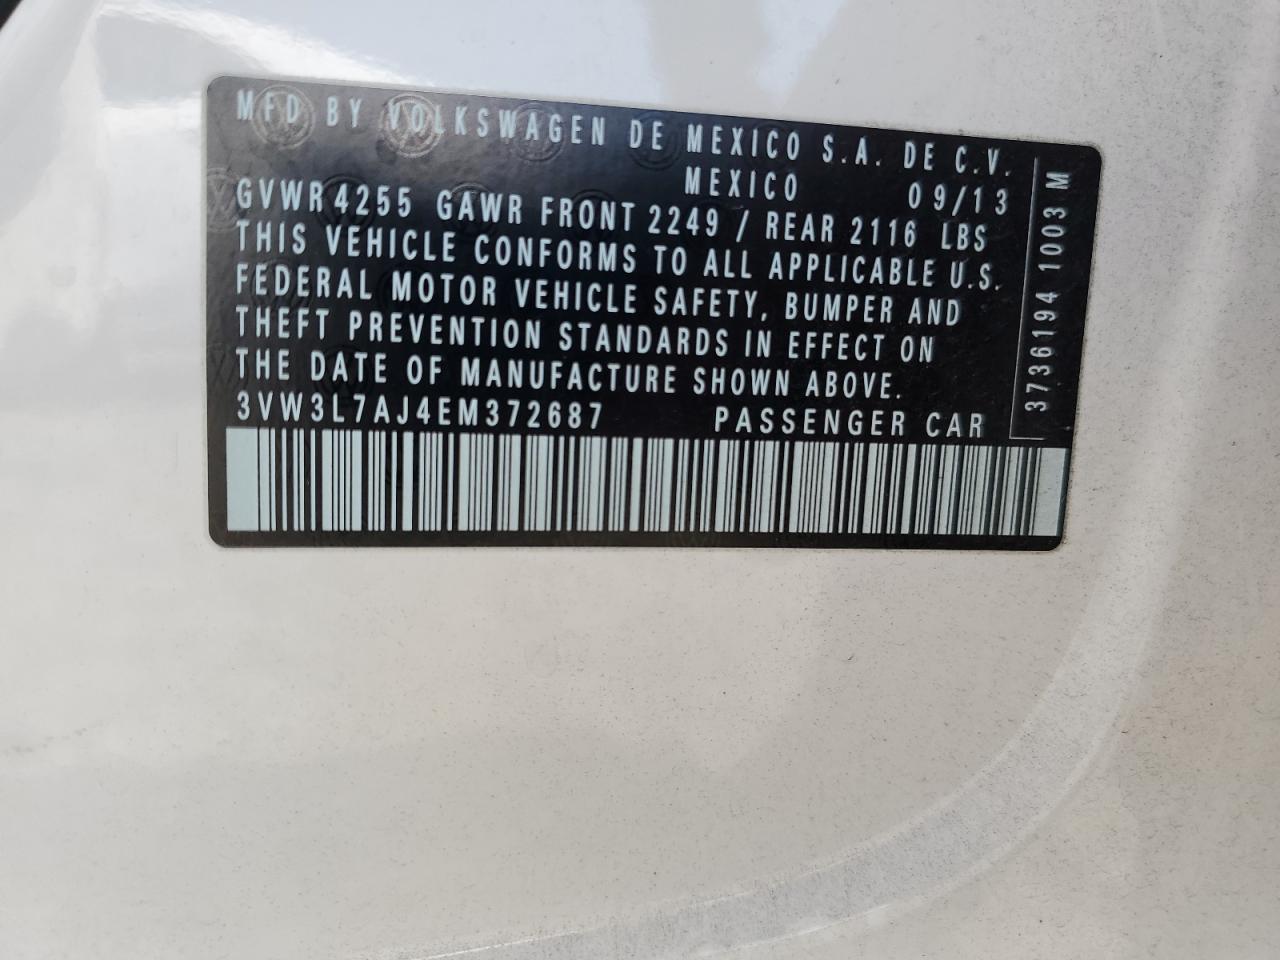 MFD BY VOLKSWAGEN DE MEXICO S.A. DE C.V.
MEXICO 09/13
GVWR 4255 GAWR FRONT 2249 / REAR 2116 LBS
THIS VEHICLE CONFORMS TO ALL APPLICABLE U.S.
FEDERAL MOTOR VEHICLE SAFETY, BUMPER AND
THEFT PREVENTION STANDARDS IN EFFECT ON
THE DATE OF MANUFACTURE SHOWN ABOVE.
3VW3L7AJ4EM372687 PASSENGER CAR
3736194 1003 M